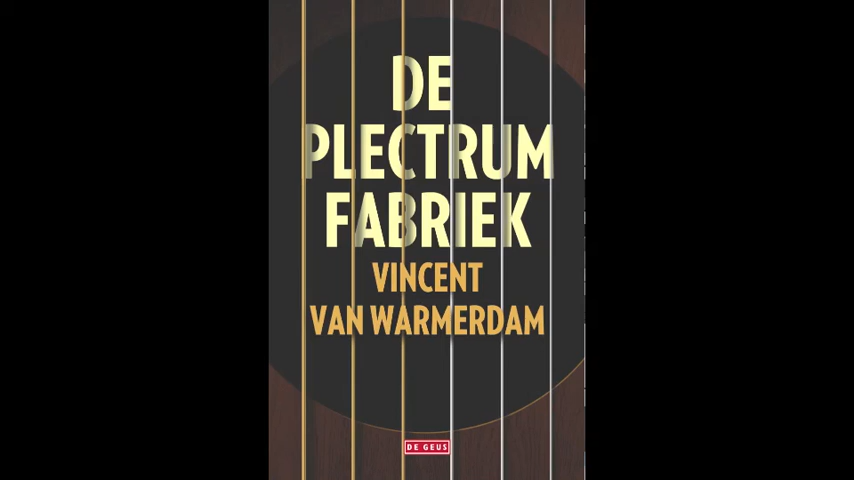 DE
PLECTRUM
FABRIEK
VINCENT
VAN WARMERDAM
DE GEUS